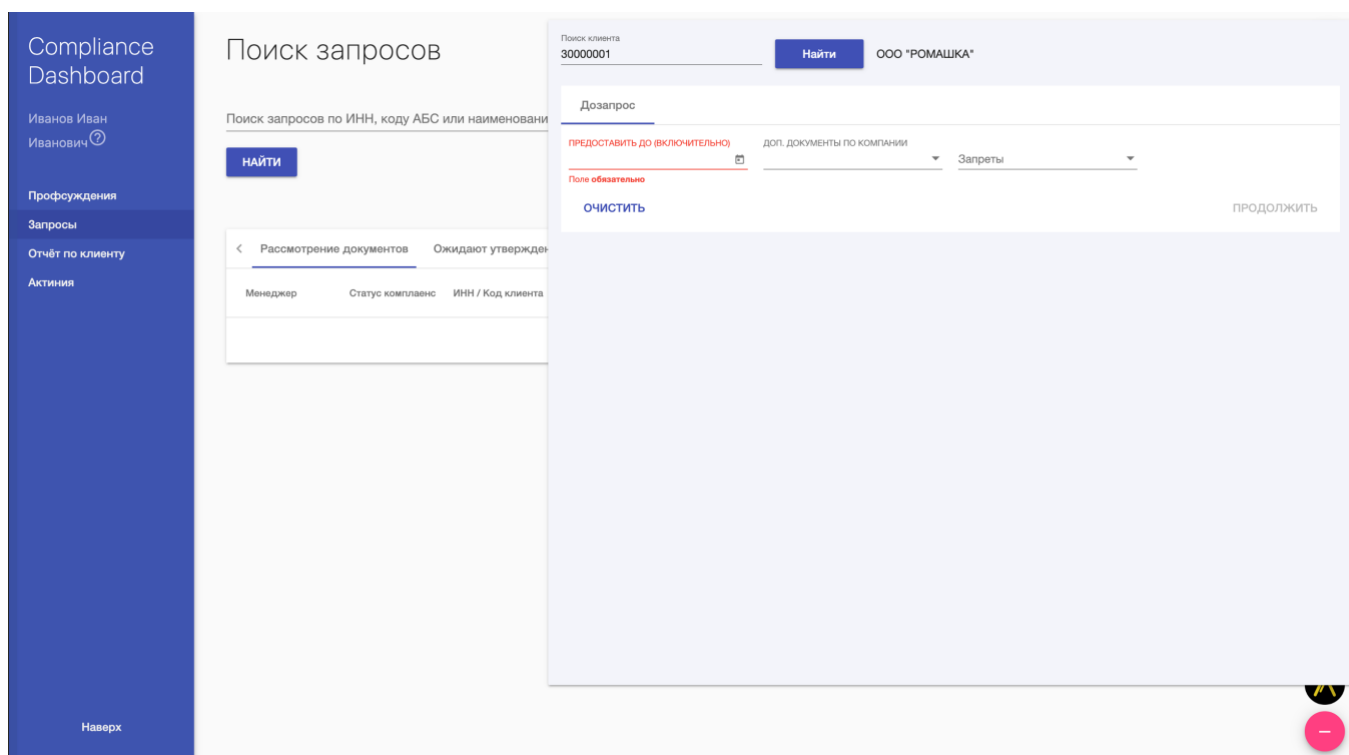 Compliance
Dashboard
Иванов Иван
Иванович
Профсуждения
Запросы
Отчёт по клиенту
Актиния
Наверх
Поиск запросов
Поиск запросов по ИНН, коду АБС или наименовани
НАЙТИ
Рассмотрение документов Ожидают утвержден
Менеджер Статус комплаенс ИНН / Код клиента
Поиск клиента
30000001 Найти ООО "РОМАШКА"
Дозапрос
ПРЕДОСТАВИТЬ ДО (ВКЛЮЧИТЕЛЬНО) ДОП. ДОКУМЕНТЫ ПО КОМПАНИИ
Запреты
Поле обязательно
ОЧИСТИТЬ ПРОДОЛЖИТЬ